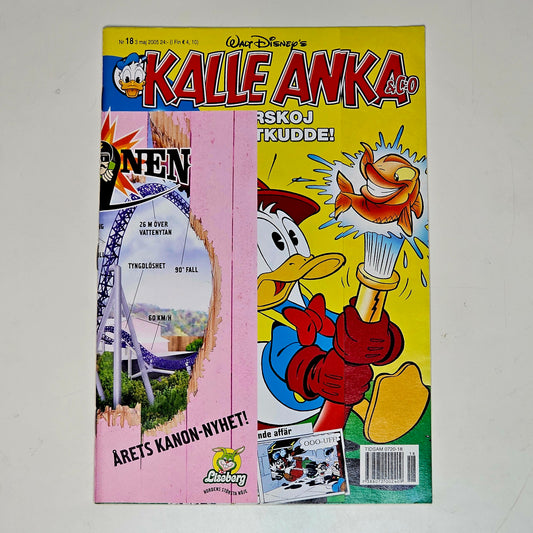 Nr 18 3 maj 2005 24:- (I Fin € 4, 10)
WALT DISNEY'S
KALLE ANKA
&CO
RSKOJ
TKUDDE!
NEN
26 M ÖVER
VATTENYTAN
TYNGDLÖSHET
90° FALL
60 KM/H
ÅRETS KANON-NYHET!
Liseberg
NORDENS STÖRSTA NÖJE.
nde affär
OOO-UFF!
TIDSAM 0720-18